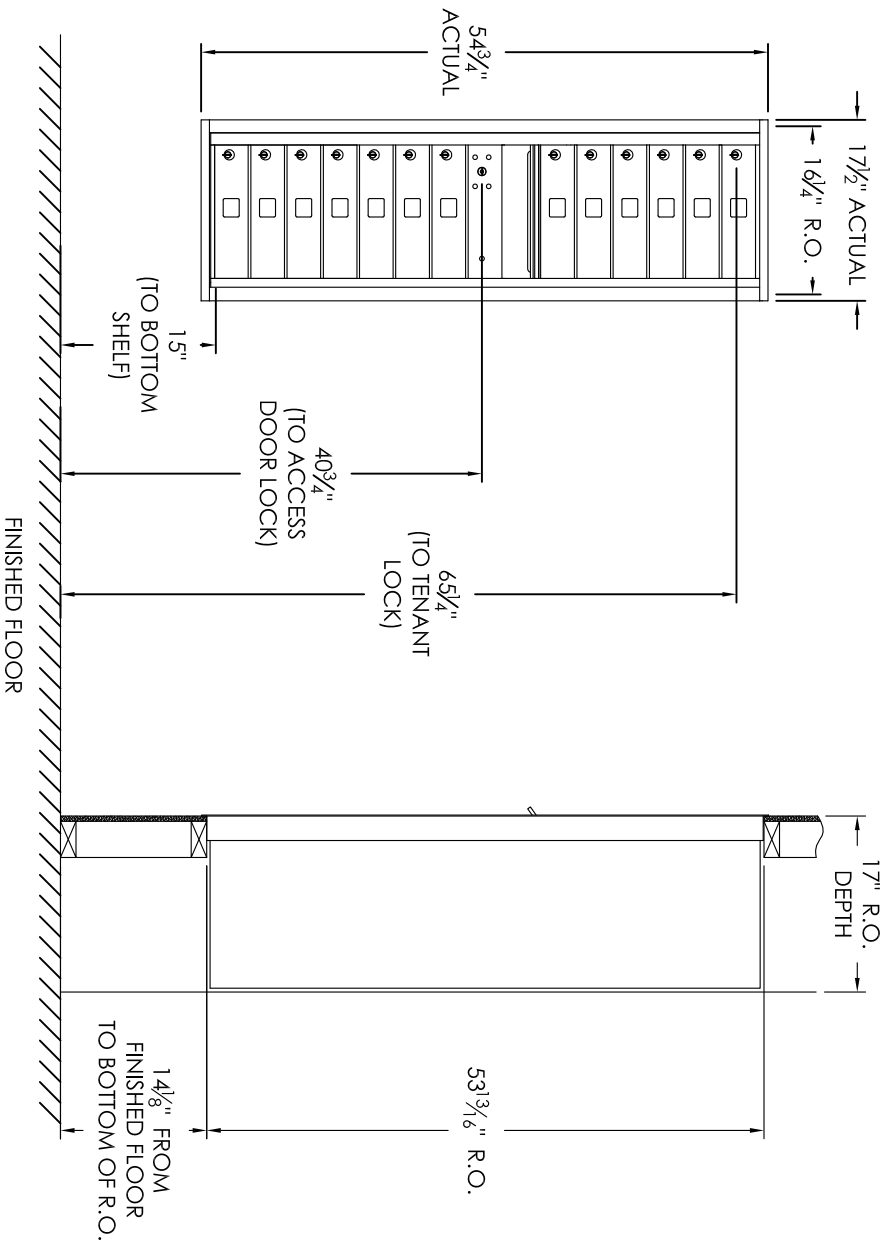 17½" ACTUAL
16¼" R.O.
54¾"
ACTUAL
15"
(TO BOTTOM
SHELF)
40¾"
(TO ACCESS
DOOR LOCK)
65¼"
(TO TENANT
LOCK)
17" R.O.
DEPTH
53¹³⁄₁₆" R.O.
14⅛" FROM
FINISHED FLOOR
TO BOTTOM OF R.O.
FINISHED FLOOR